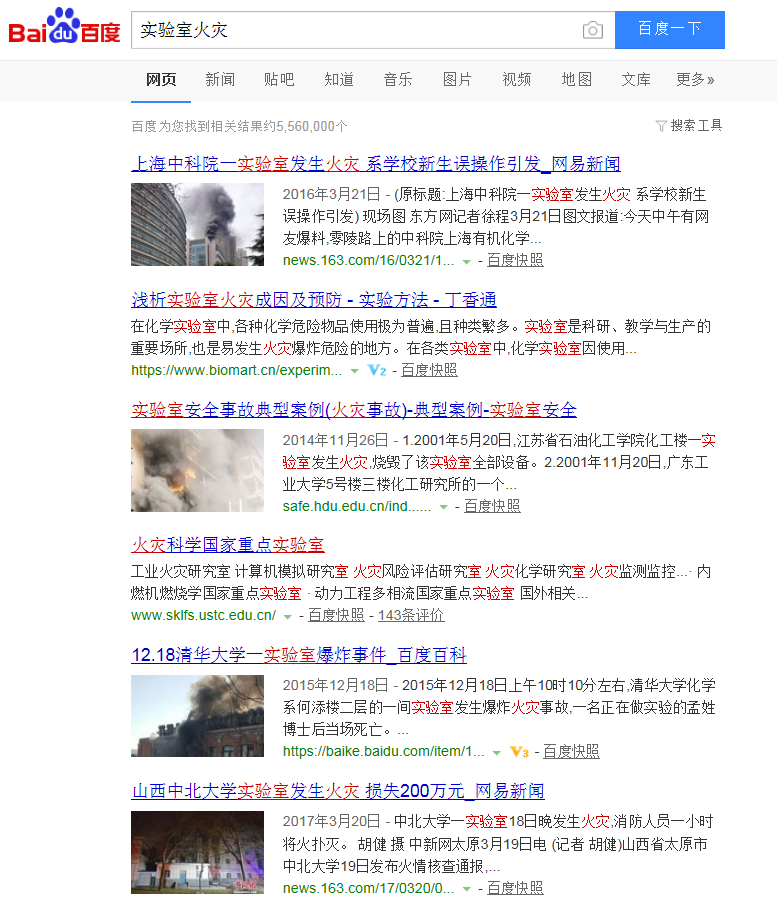 Bai du 百度
实验室火灾
百度一下
网页 新闻 贴吧 知道 音乐 图片 视频 地图 文库 更多»
百度为您找到相关结果约5,560,000个 搜索工具
上海中科院一实验室发生火灾 系学校新生误操作引发_网易新闻
2016年3月21日 - (原标题:上海中科院一实验室发生火灾 系学校新生
误操作引发) 现场图 东方网记者徐程3月21日图文报道:今天中午有网
友爆料,零陵路上的中科院上海有机化学...
news.163.com/16/0321/1... - 百度快照
浅析实验室火灾成因及预防 - 实验方法 - 丁香通
在化学实验室中,各种化学危险物品使用极为普遍,且种类繁多。实验室是科研、教学与生产的
重要场所,也是易发生火灾爆炸危险的地方。在各类实验室中,化学实验室因使用...
https://www.biomart.cn/experim... V2 - 百度快照
实验室安全事故典型案例(火灾事故)-典型案例-实验室安全
2014年11月26日 - 1.2001年5月20日,江苏省石油化工学院化工楼一实
验室发生火灾,烧毁了该实验室全部设备。2.2001年11月20日,广东工
业大学5号楼三楼化工研究所的一个...
safe.hdu.edu.cn/ind...... - 百度快照
火灾科学国家重点实验室
工业火灾研究室 计算机模拟研究室 火灾风险评估研究室 火灾化学研究室 火灾监测监控...· 内
燃机燃烧学国家重点实验室 · 动力工程多相流国家重点实验室 国外相关...
www.sklfs.ustc.edu.cn/ - 百度快照 - 143条评价
12.18清华大学一实验室爆炸事件_百度百科
2015年12月18日 - 2015年12月18日上午10时10分左右,清华大学化学
系何添楼二层的一间实验室发生爆炸火灾事故,一名正在做实验的孟姓
博士后当场死亡。...
https://baike.baidu.com/item/1... V3 - 百度快照
山西中北大学实验室发生火灾 损失200万元_网易新闻
2017年3月20日 - 中北大学一实验室18日晚发生火灾,消防人员一小时
将火扑灭。 胡健 摄 中新网太原3月19日电 (记者 胡健)山西省太原市
中北大学19日发布火情核查通报,...
news.163.com/17/0320/0... - 百度快照